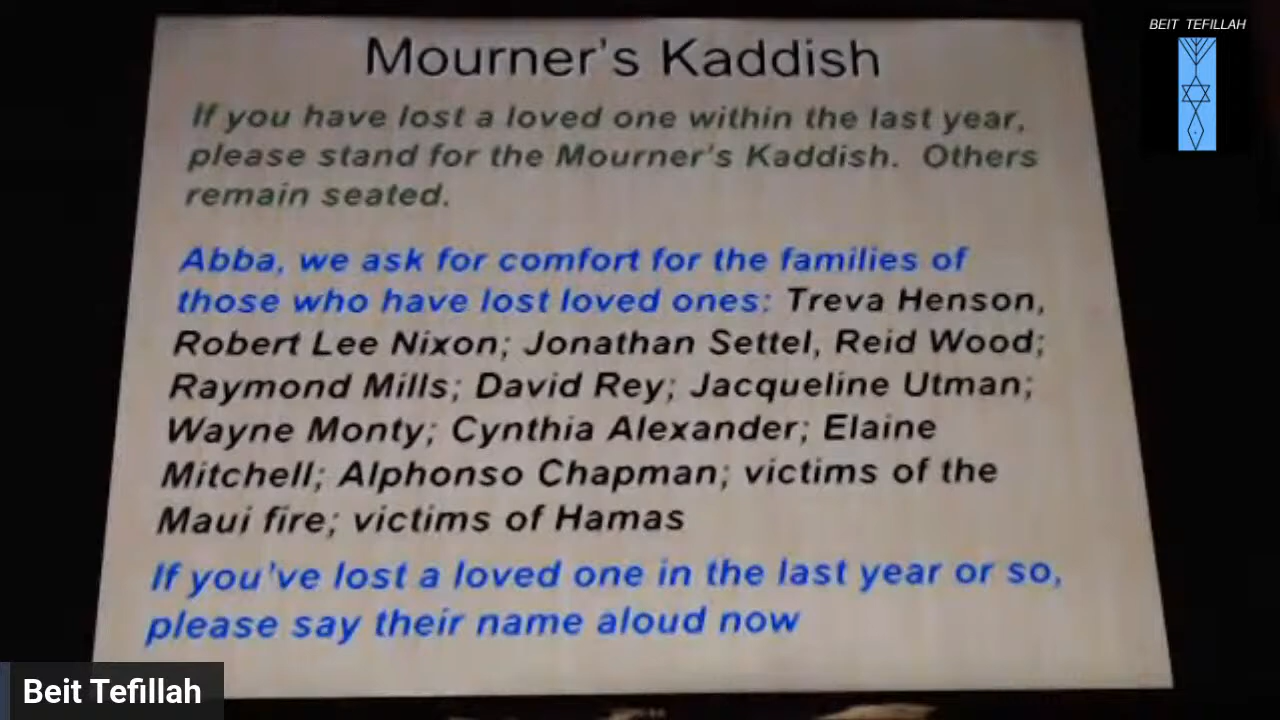 BEIT TEFILLAH
Mourner's Kaddish
If you have lost a loved one within the last year,
please stand for the Mourner's Kaddish. Others
remain seated.
Abba, we ask for comfort for the families of
those who have lost loved ones: Treva Henson,
Robert Lee Nixon; Jonathan Settel, Reid Wood;
Raymond Mills; David Rey; Jacqueline Utman;
Wayne Monty; Cynthia Alexander; Elaine
Mitchell; Alphonso Chapman; victims of the
Maui fire; victims of Hamas
If you've lost a loved one in the last year or so,
please say their name aloud now
Beit Tefillah